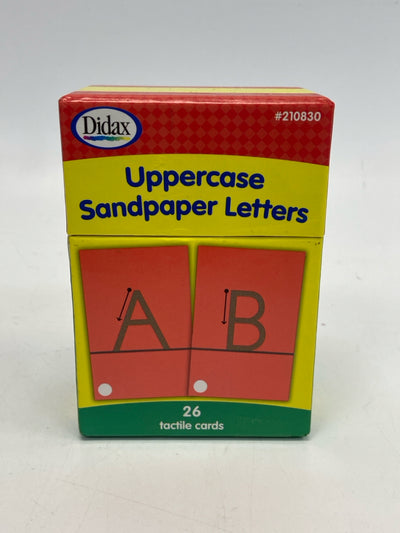 Didax
#210830
Uppercase
Sandpaper Letters
A B
26
tactile cards